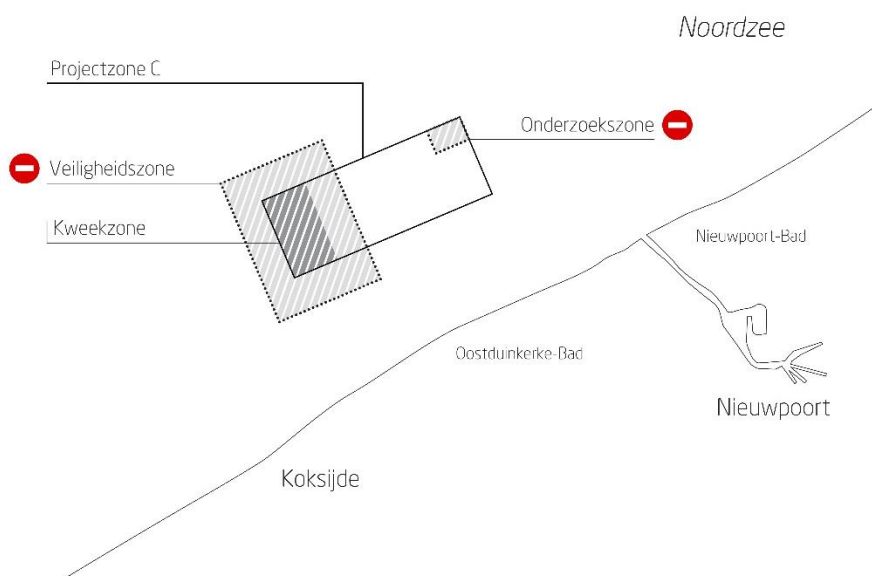 Noordzee
Projectzone C
Onderzoekszone
Veiligheidszone
Kweekzone
Nieuwpoort-Bad
Oostduinkerke-Bad
Nieuwpoort
Koksijde